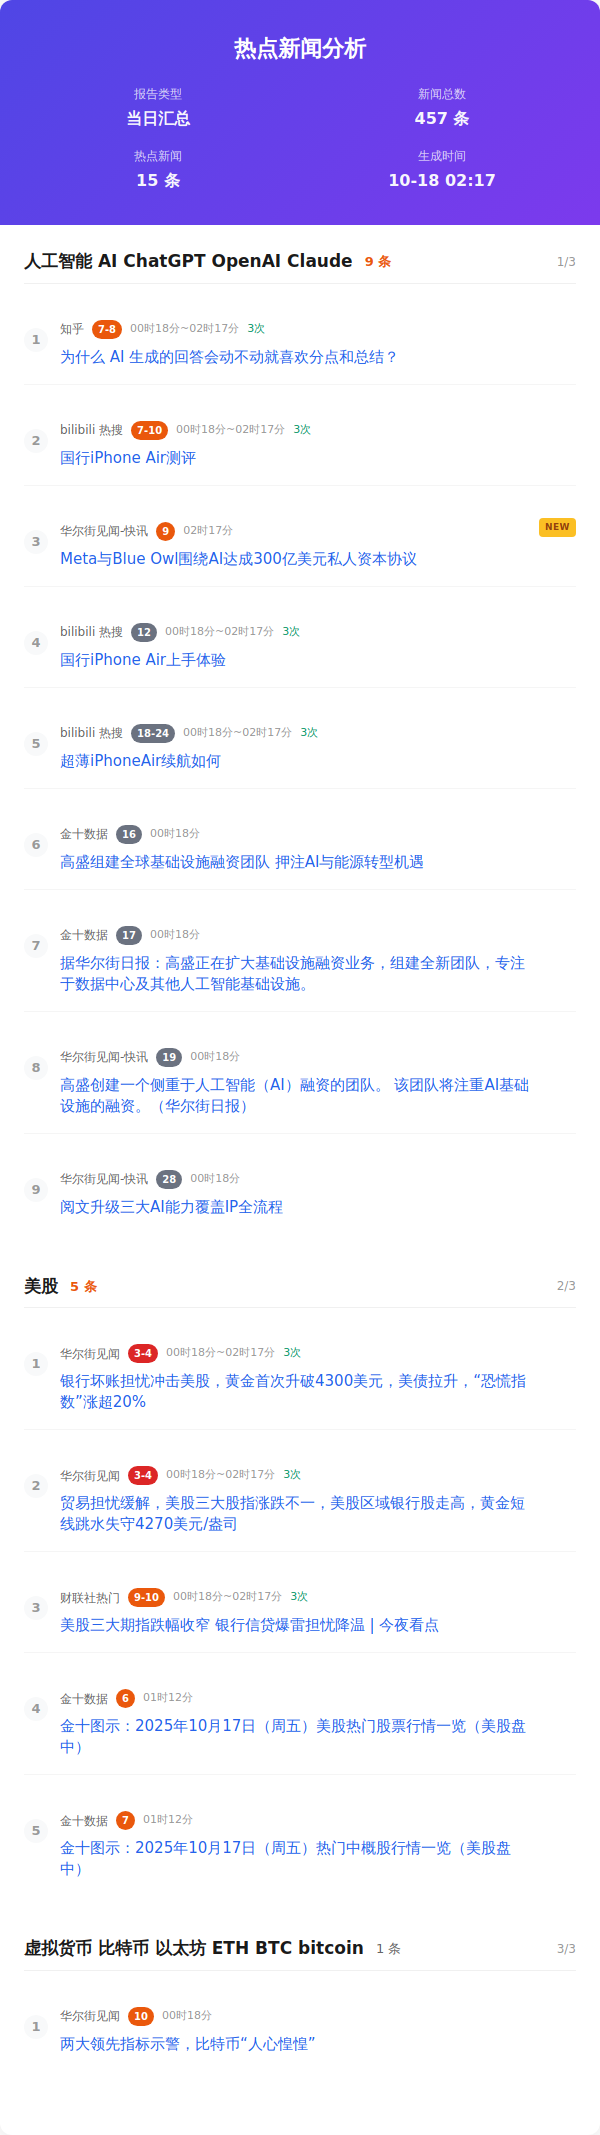 热点新闻分析
报告类型
当日汇总
新闻总数
457 条
热点新闻
15 条
生成时间
10-18 02:17
人工智能 AI ChatGPT OpenAI Claude 9 条 1/3
1
知乎 7-8 00时18分~02时17分 3次
为什么 AI 生成的回答会动不动就喜欢分点和总结？
2
bilibili 热搜 7-10 00时18分~02时17分 3次
国行iPhone Air测评
3
华尔街见闻-快讯 9 02时17分 NEW
Meta与Blue Owl围绕AI达成300亿美元私人资本协议
4
bilibili 热搜 12 00时18分~02时17分 3次
国行iPhone Air上手体验
5
bilibili 热搜 18-24 00时18分~02时17分 3次
超薄iPhoneAir续航如何
6
金十数据 16 00时18分
高盛组建全球基础设施融资团队 押注AI与能源转型机遇
7
金十数据 17 00时18分
据华尔街日报：高盛正在扩大基础设施融资业务，组建全新团队，专注
于数据中心及其他人工智能基础设施。
8
华尔街见闻-快讯 19 00时18分
高盛创建一个侧重于人工智能（AI）融资的团队。 该团队将注重AI基础
设施的融资。（华尔街日报）
9
华尔街见闻-快讯 28 00时18分
阅文升级三大AI能力覆盖IP全流程
美股 5 条 2/3
1
华尔街见闻 3-4 00时18分~02时17分 3次
银行坏账担忧冲击美股，黄金首次升破4300美元，美债拉升，“恐慌指
数”涨超20%
2
华尔街见闻 3-4 00时18分~02时17分 3次
贸易担忧缓解，美股三大股指涨跌不一，美股区域银行股走高，黄金短
线跳水失守4270美元/盎司
3
财联社热门 9-10 00时18分~02时17分 3次
美股三大期指跌幅收窄 银行信贷爆雷担忧降温 | 今夜看点
4
金十数据 6 01时12分
金十图示：2025年10月17日（周五）美股热门股票行情一览（美股盘
中）
5
金十数据 7 01时12分
金十图示：2025年10月17日（周五）热门中概股行情一览（美股盘
中）
虚拟货币 比特币 以太坊 ETH BTC bitcoin 1 条 3/3
1
华尔街见闻 10 00时18分
两大领先指标示警，比特币“人心惶惶”